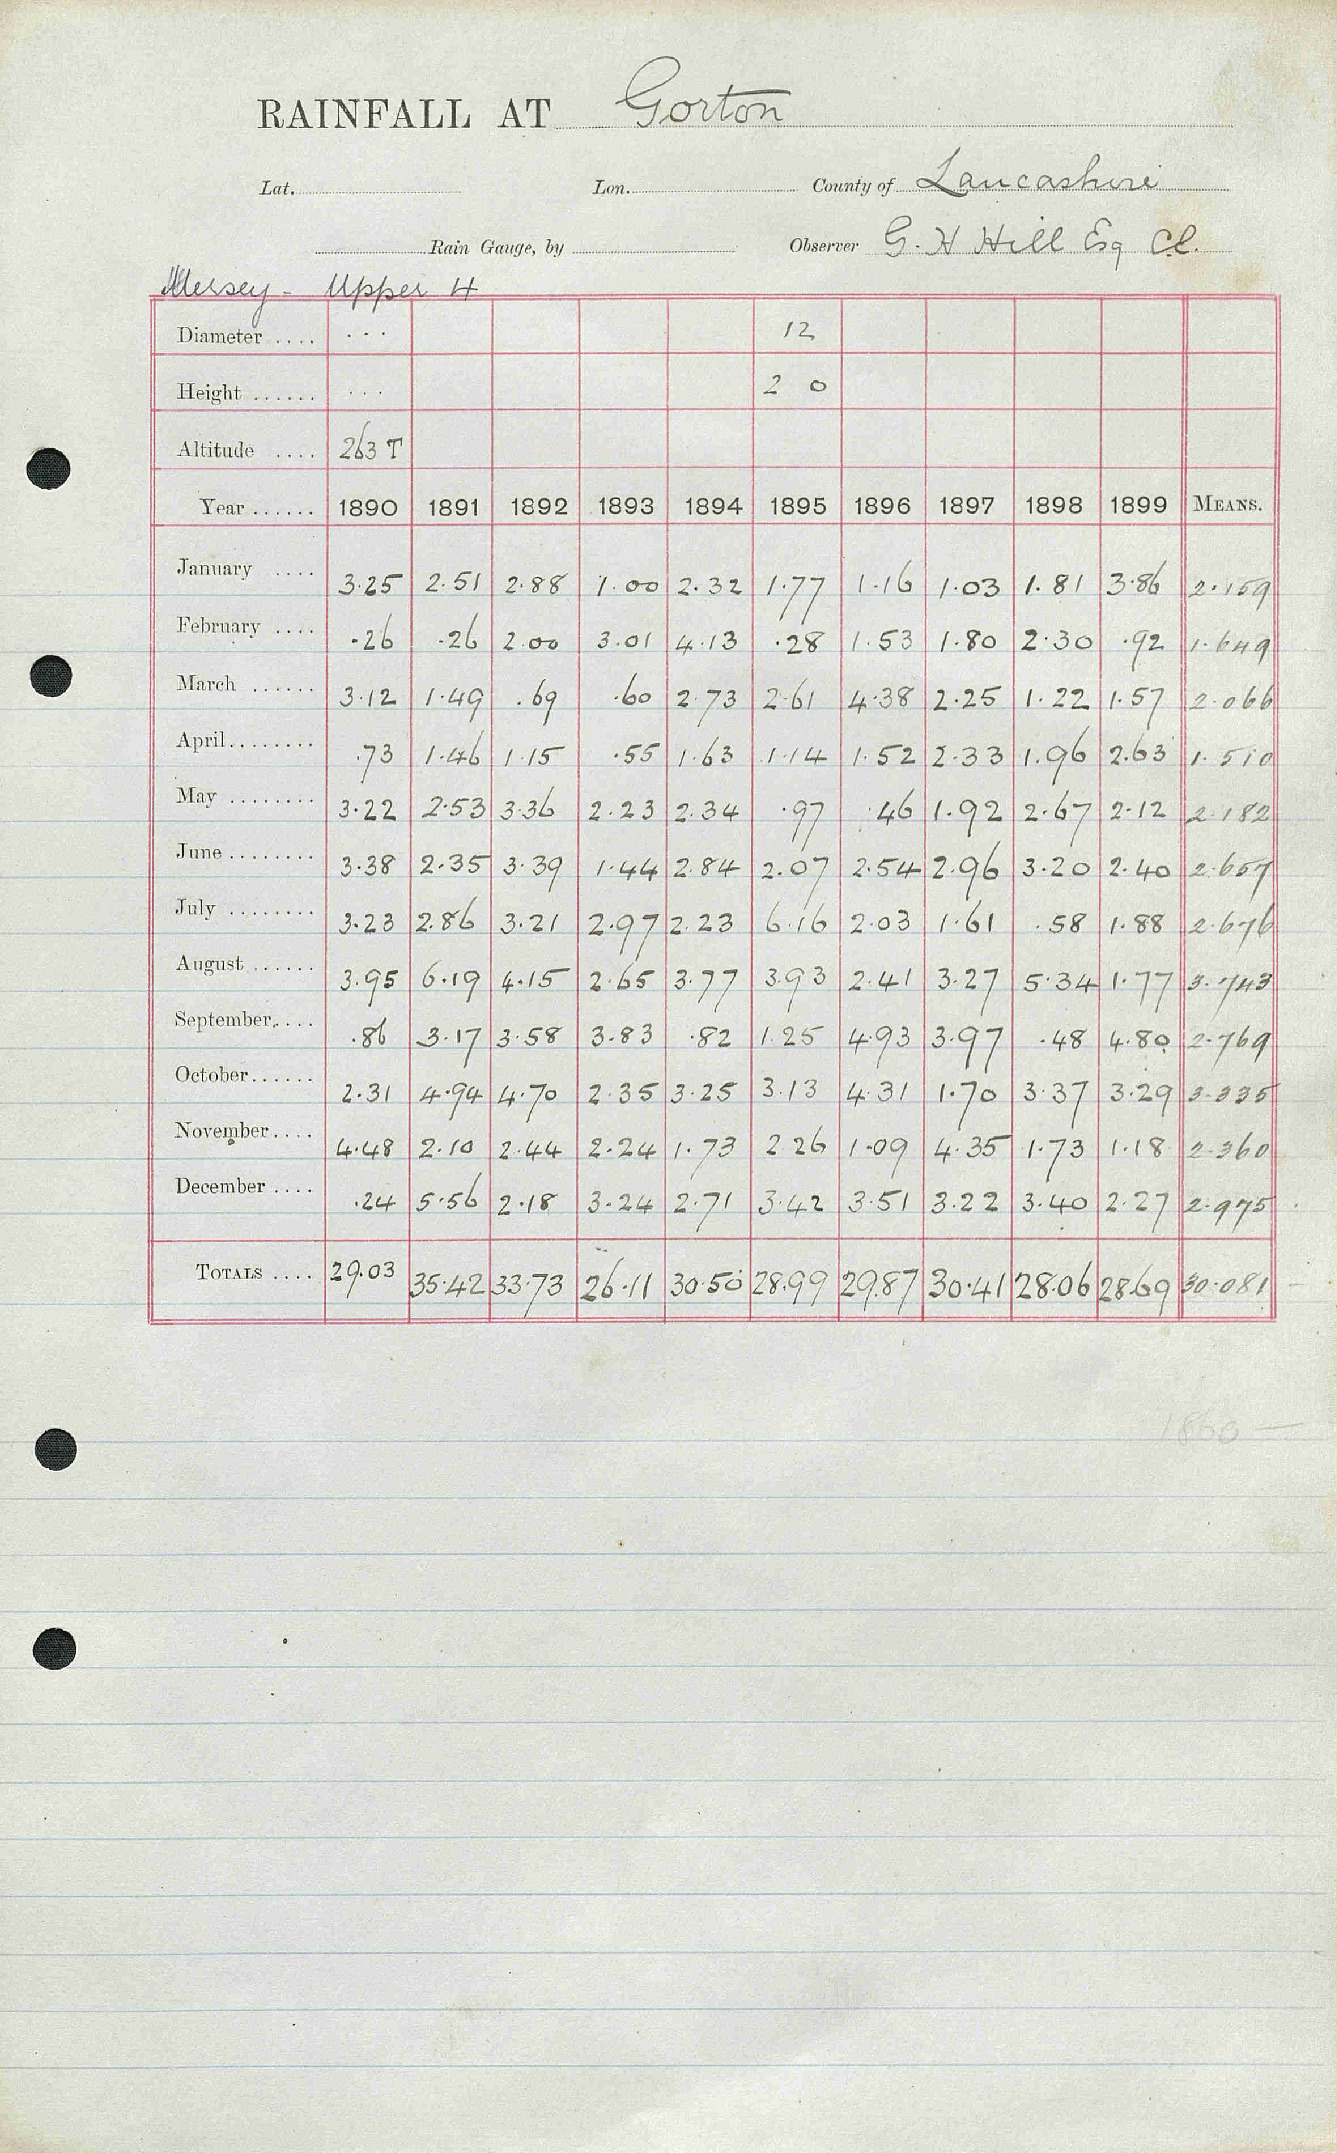 RAINFALL AT Gorton
Lat. Lon. County of Lancashire
Rain Gauge, by Observer G. H Hill Esq C.E.
Mersey - Upper 4
Diameter .... ... 12
Height ...... ... 2 0
Altitude .... 263 T
Year ...... 1890 1891 1892 1893 1894 1895 1896 1897 1898 1899 MEANS.
January .... 3.25 2.51 2.88 1.00 2.32 1.77 1.16 1.03 1.81 3.86 2.159
February .... .26 .26 2.00 3.01 4.13 .28 1.53 1.80 2.30 .92 1.649
March ...... 3.12 1.49 .69 .60 2.73 2.61 4.38 2.25 1.22 1.57 2.066
April........ .73 1.46 1.15 .55 1.63 1.14 1.52 2.33 1.96 2.63 1.510
May ........ 3.22 2.53 3.36 2.23 2.34 .97 .46 1.92 2.67 2.12 2.182
June ........ 3.38 2.35 3.39 1.44 2.84 2.07 2.54 2.96 3.20 2.40 2.657
July ........ 3.23 2.86 3.21 2.97 2.23 6.16 2.03 1.61 .58 1.88 2.676
August ...... 3.95 6.19 4.15 2.65 3.77 3.93 2.41 3.27 5.34 1.77 3.743
September.... .86 3.17 3.58 3.83 .82 1.25 4.93 3.97 .48 4.80 2.769
October...... 2.31 4.94 4.70 2.35 3.25 3.13 4.31 1.70 3.37 3.29 3.335
November.... 4.48 2.10 2.44 2.24 1.73 2.26 1.09 4.35 1.73 1.18 2.360
December .... .24 5.56 2.18 3.24 2.71 3.42 3.51 3.22 3.40 2.27 2.975
TOTALS .... 29.03 35.42 33.73 26.11 30.50 28.99 29.87 30.41 28.06 28.69 30.081
1860 —